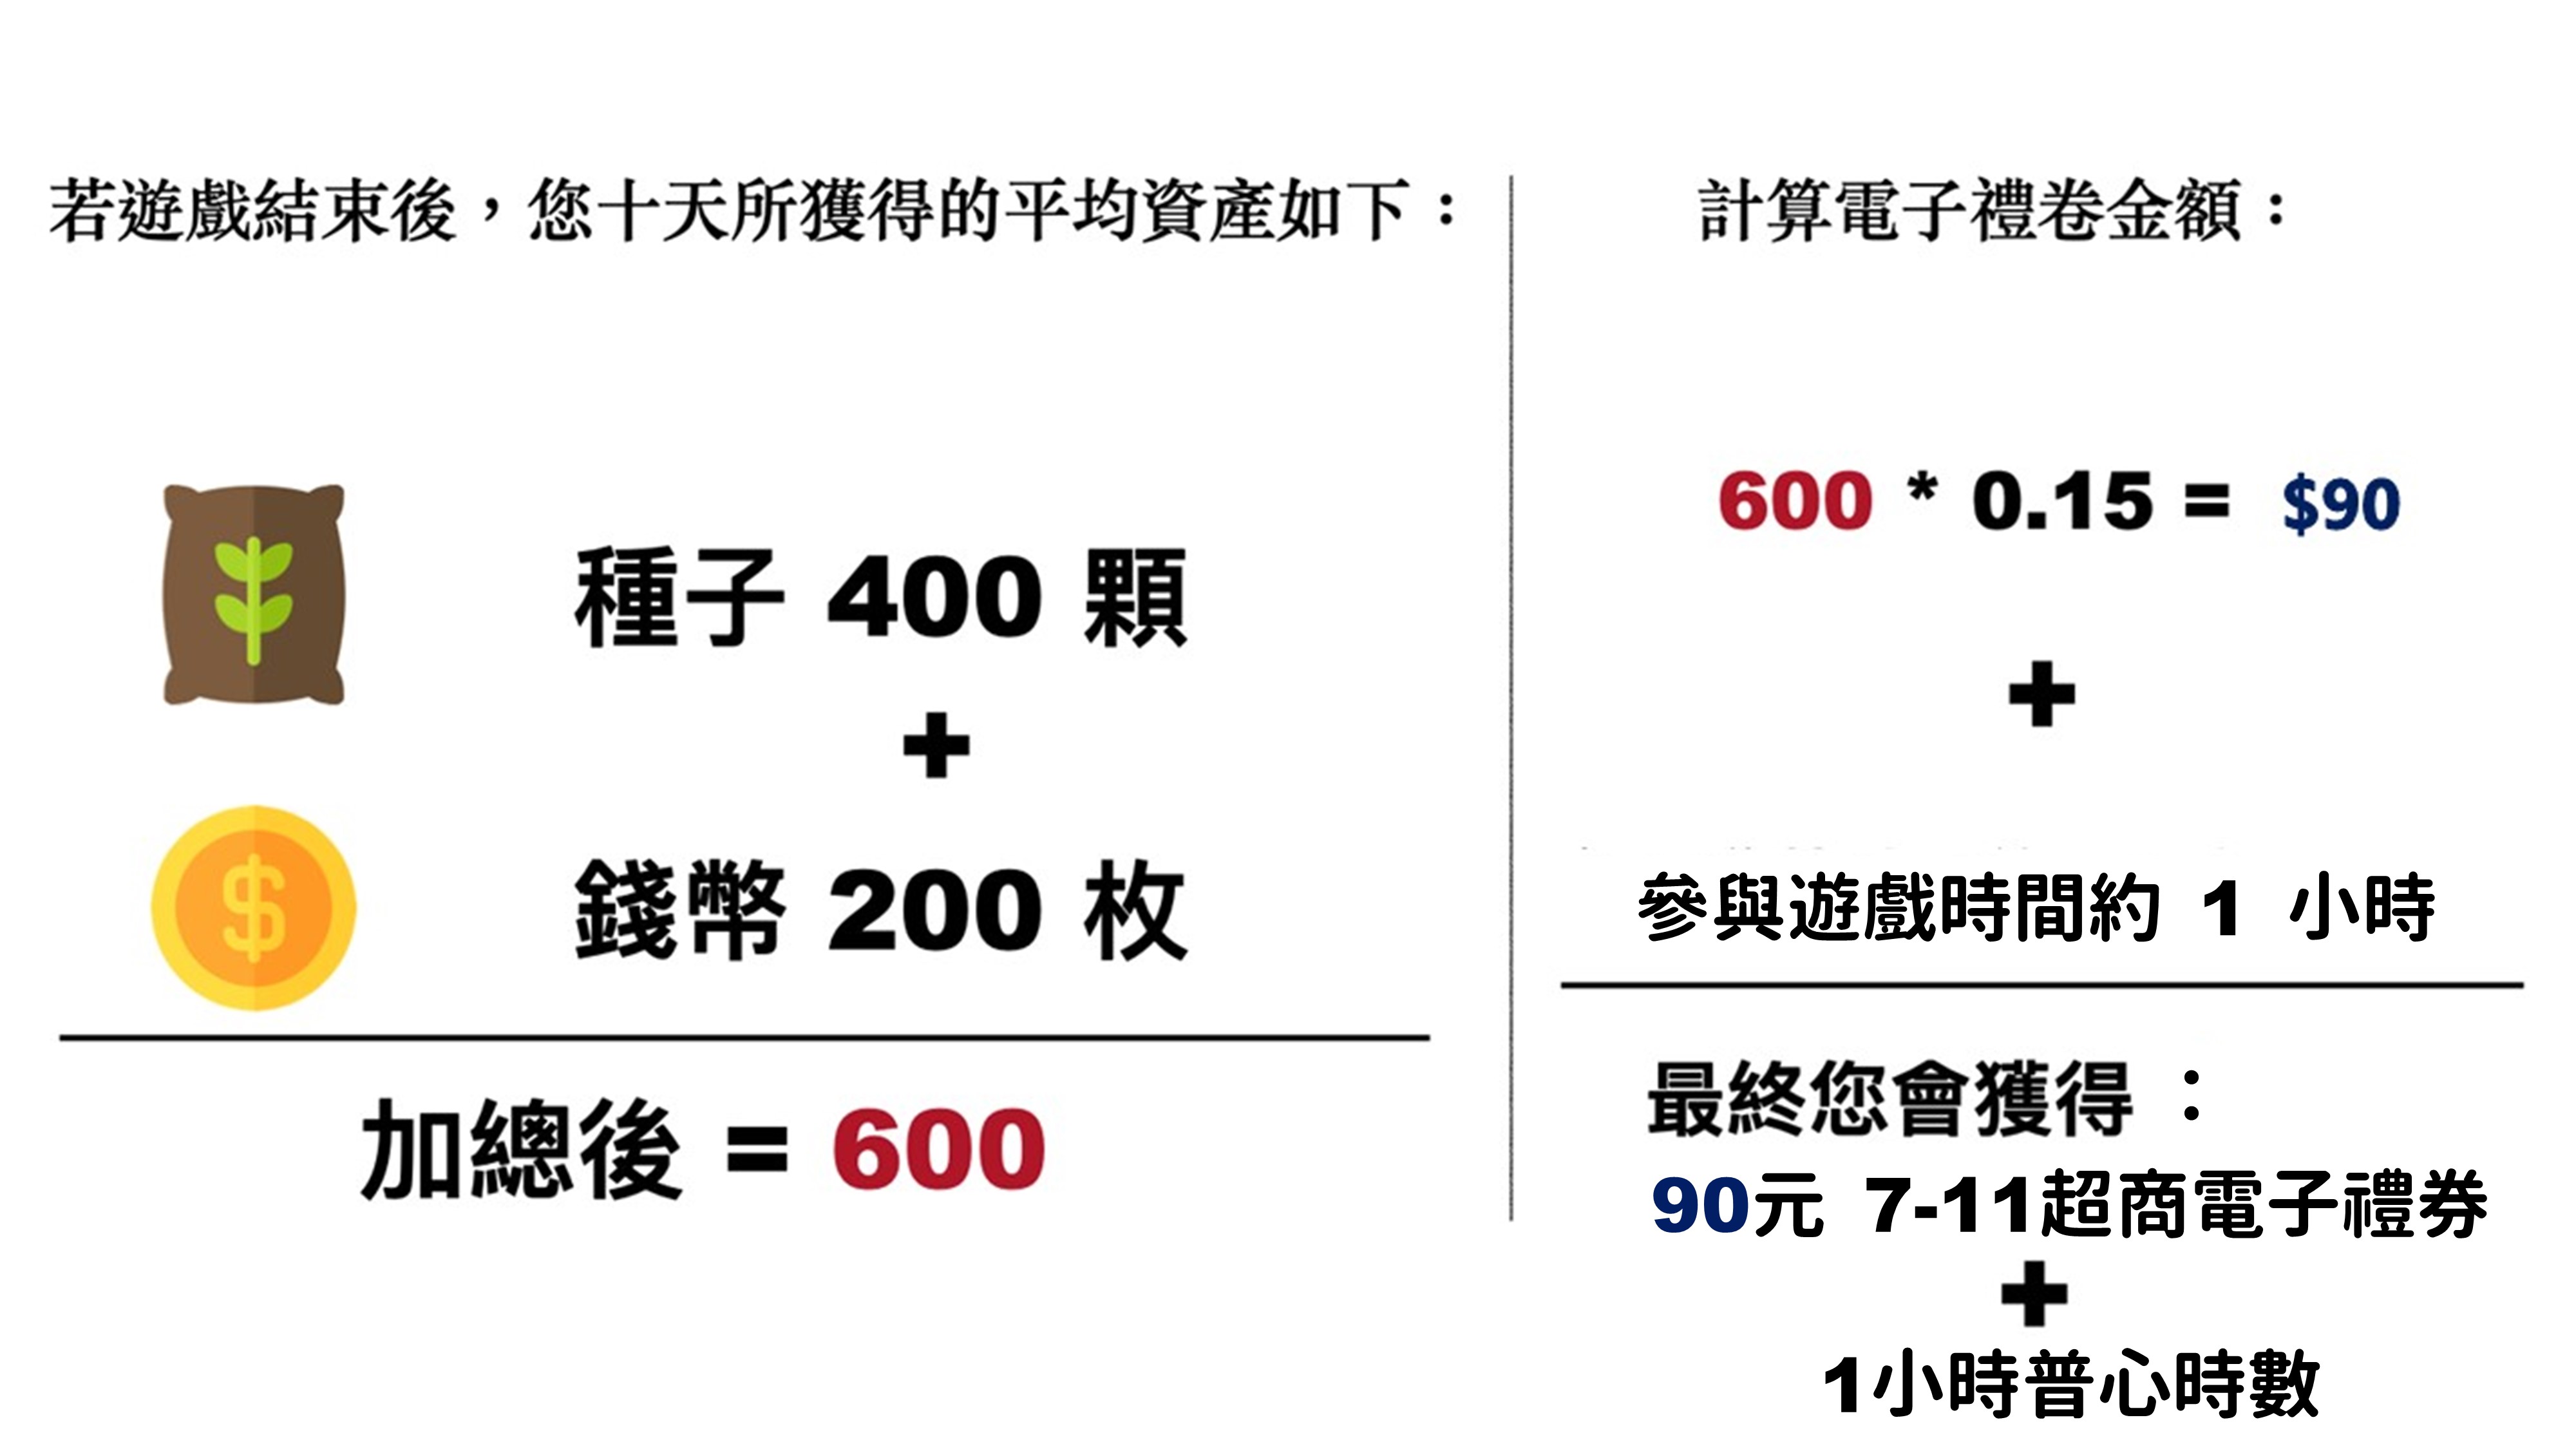 若遊戲結束後，您十天所獲得的平均資產如下：
種子 400 顆
+
錢幣 200 枚
加總後 = 600
計算電子禮卷金額：
600 * 0.15 = $90
+
參與遊戲時間約 1 小時
最終您會獲得 ：
90元 7-11超商電子禮券
+
1小時普心時數